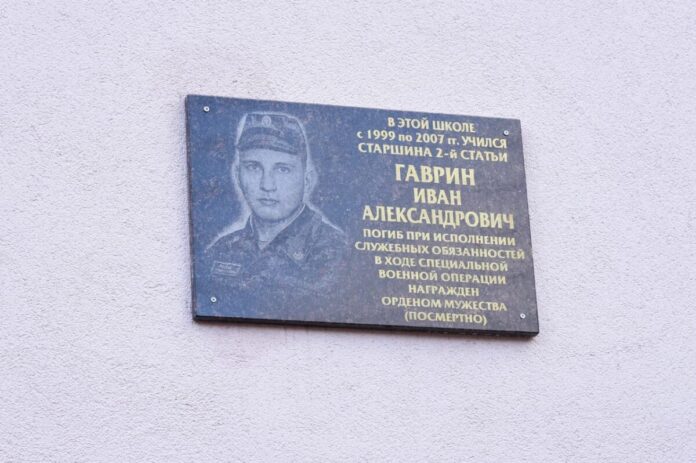 В ЭТОЙ ШКОЛЕ
с 1999 по 2007 гг. УЧИЛСЯ
СТАРШИНА 2-й СТАТЬИ
ГАВРИН
ИВАН
АЛЕКСАНДРОВИЧ
ПОГИБ ПРИ ИСПОЛНЕНИИ
СЛУЖЕБНЫХ ОБЯЗАННОСТЕЙ
В ХОДЕ СПЕЦИАЛЬНОЙ
ВОЕННОЙ ОПЕРАЦИИ
НАГРАЖДЕН
ОРДЕНОМ МУЖЕСТВА
(ПОСМЕРТНО)